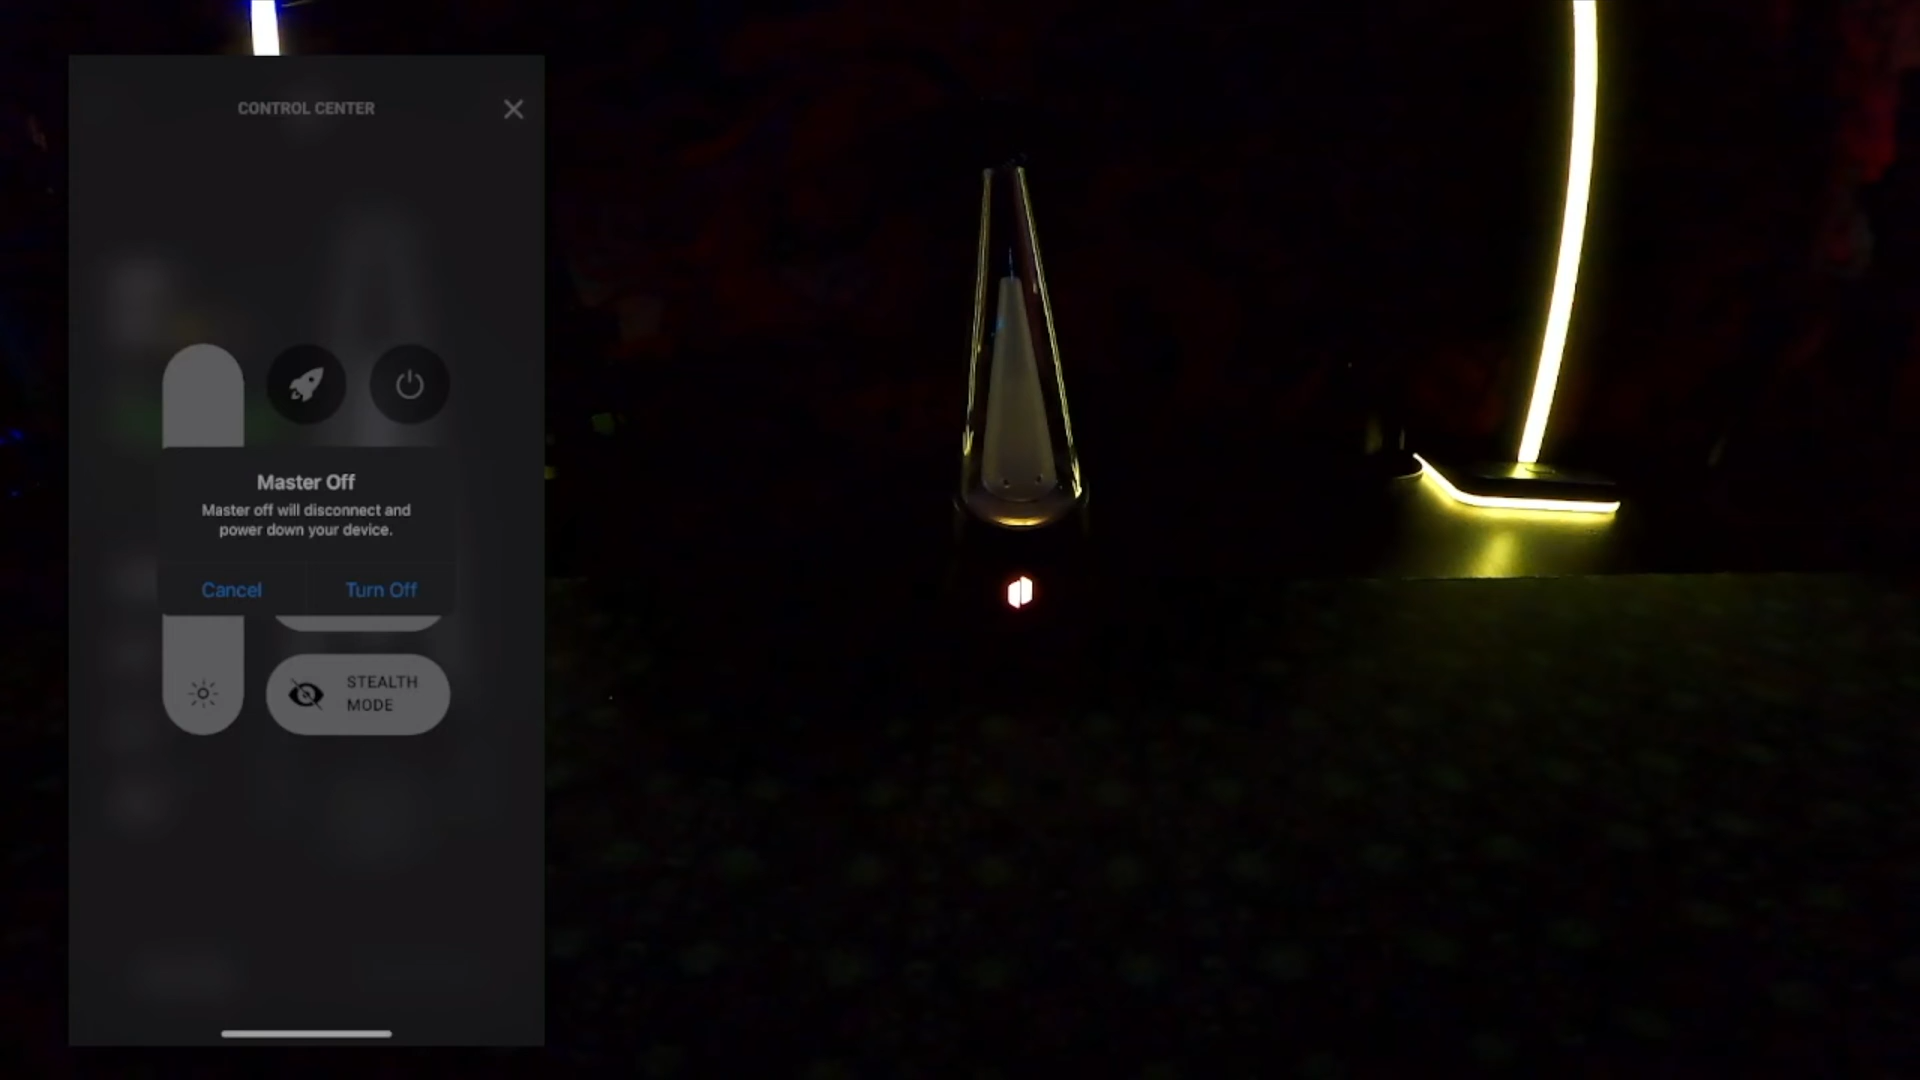 CONTROL CENTER
Master Off
Master off will disconnect and
power down your device.
Cancel
Turn Off
STEALTH
MODE